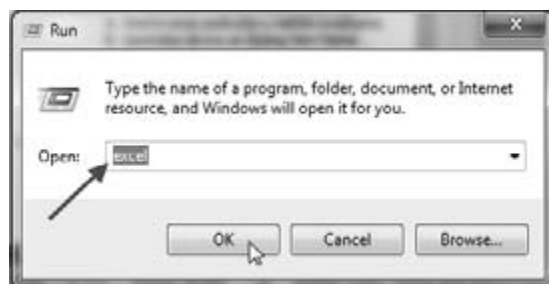 Run
Type the name of a program, folder, document, or Internet
resource, and Windows will open it for you.
Open: excel
OK Cancel Browse...